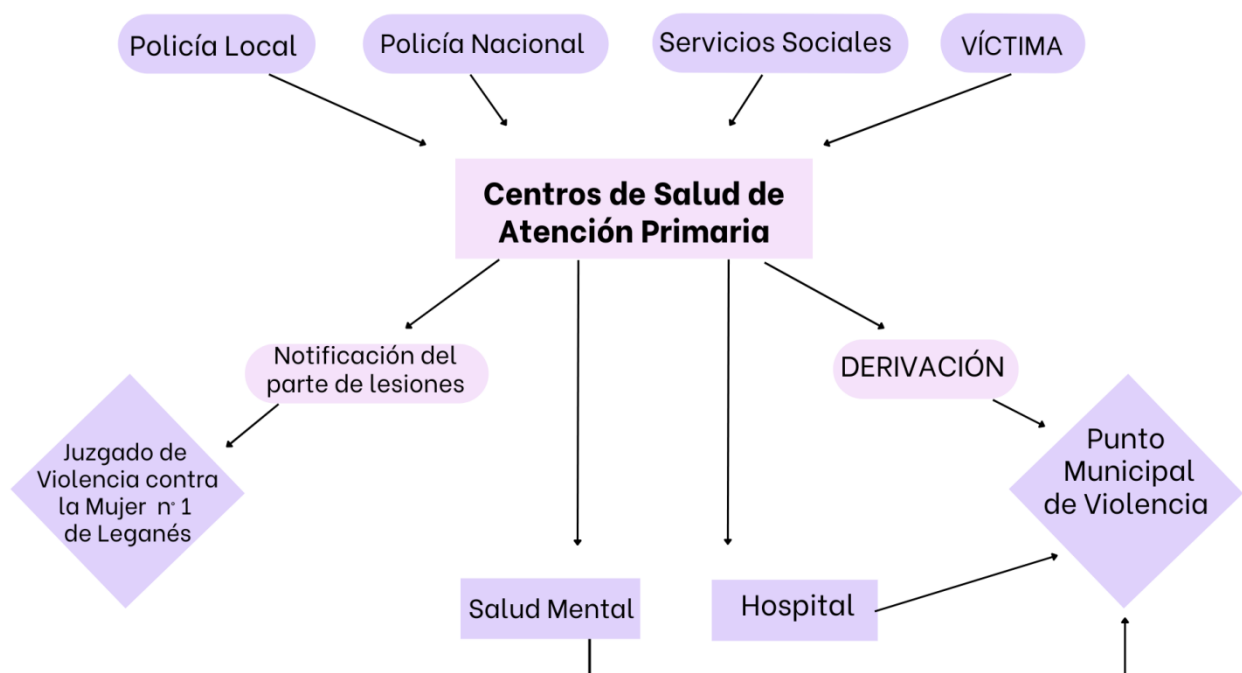 Policía Local
Policía Nacional
Servicios Sociales
VÍCTIMA
Centros de Salud de
Atención Primaria
Notificación del
parte de lesiones
DERIVACIÓN
Juzgado de
Violencia contra
la Mujer nº 1
de Leganés
Punto
Municipal
de Violencia
Salud Mental
Hospital